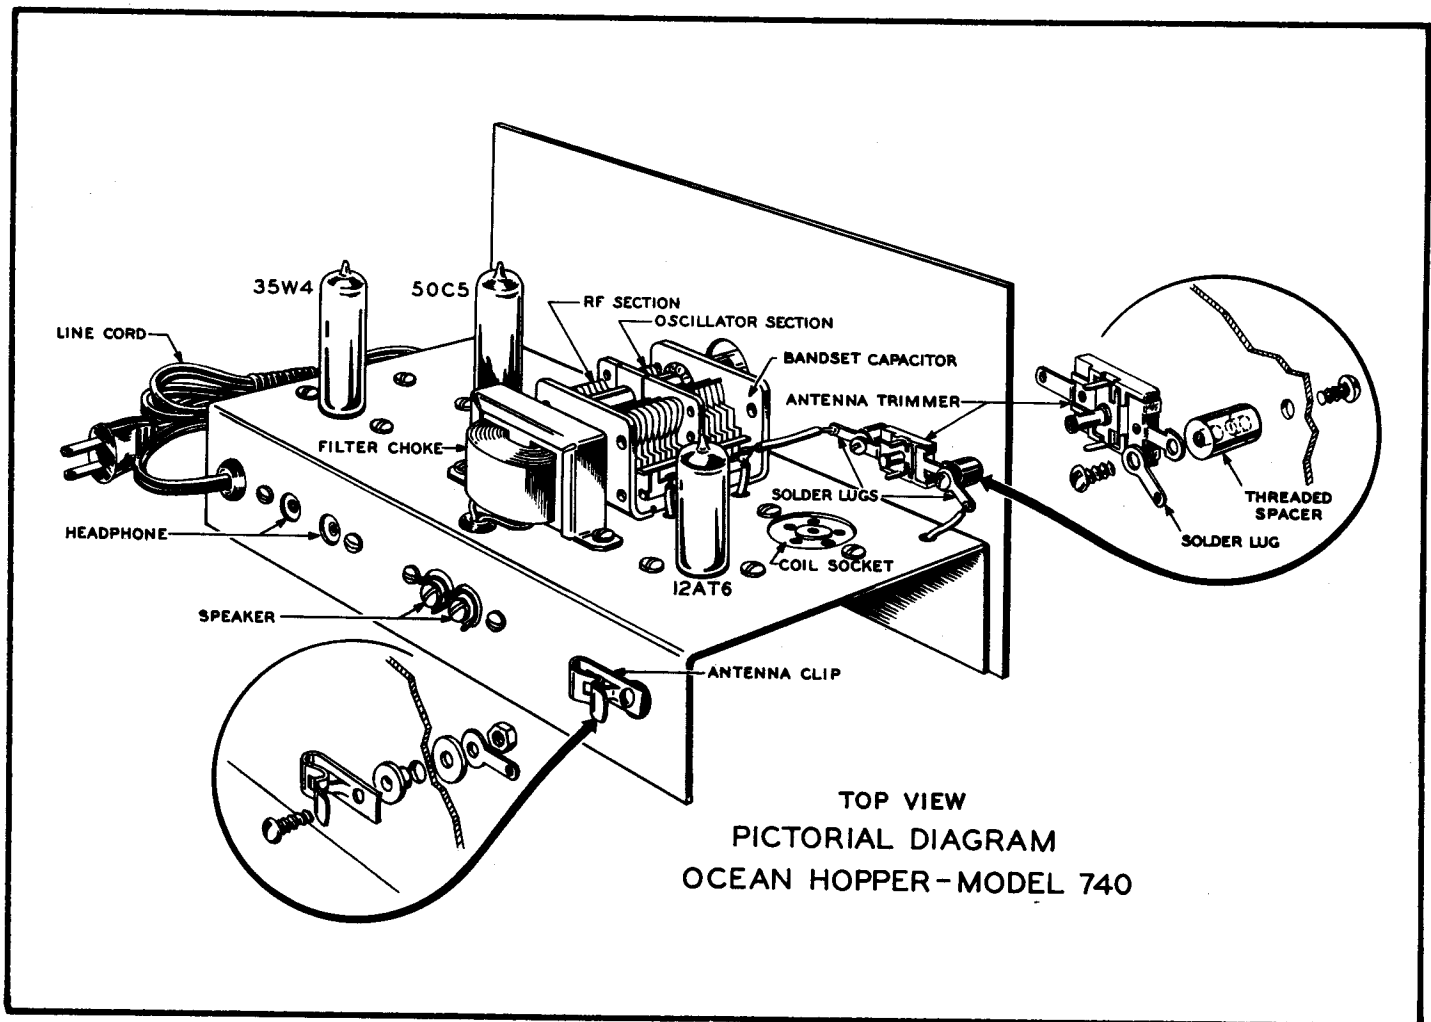 35W4
50C5
RF SECTION
OSCILLATOR SECTION
LINE CORD
BANDSET CAPACITOR
ANTENNA TRIMMER
FILTER CHOKE
SOLDER LUGS
THREADED
SPACER
HEADPHONE
SOLDER LUG
COIL SOCKET
12AT6
SPEAKER
ANTENNA CLIP
TOP VIEW
PICTORIAL DIAGRAM
OCEAN HOPPER-MODEL 740